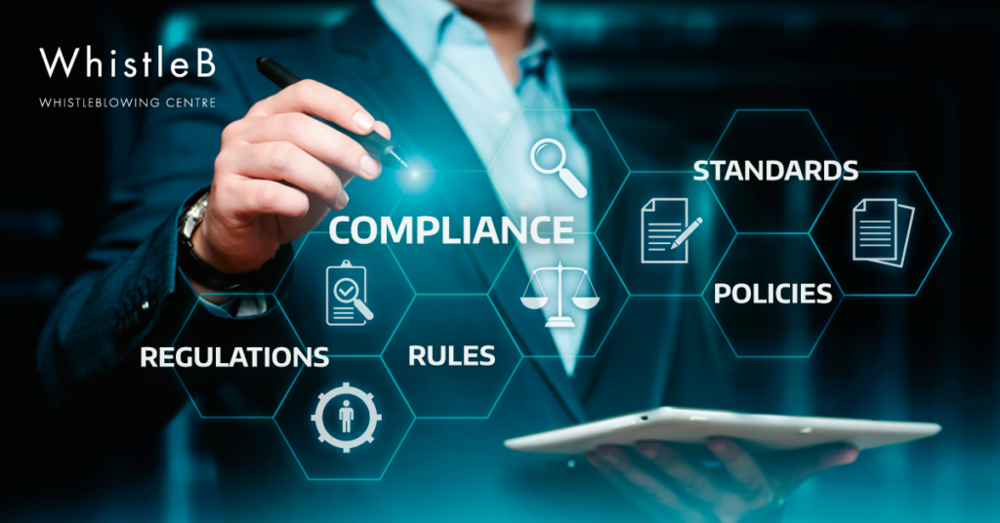 WhistleB
WHISTLEBLOWING CENTRE
STANDARDS
COMPLIANCE
POLICIES
REGULATIONS
RULES